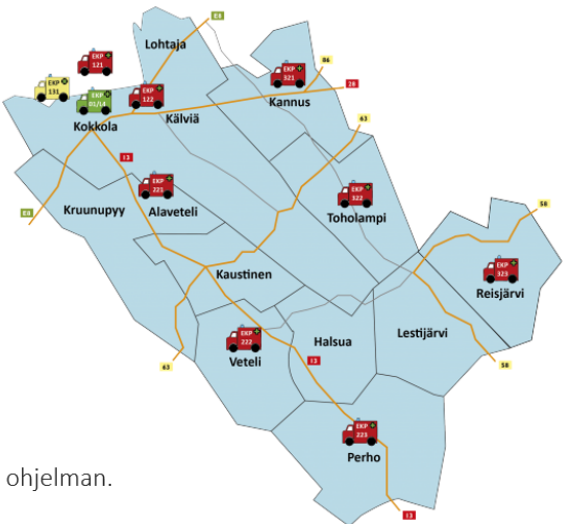 E8
Lohtaja
EKP
121
EKP
321
86
28
EKP
131
EKP
EKP
122
Kannus
Kokkola
Kälviä
63
13
EKP
221
EKP
322
Kruunupyy
Alaveteli
Toholampi
58
E8
EKP
323
Kaustinen
Reisjärvi
EKP
222
Halsua
Lestijärvi
Veteli
13
63
58
EKP
223
Perho
ohjelman.
13